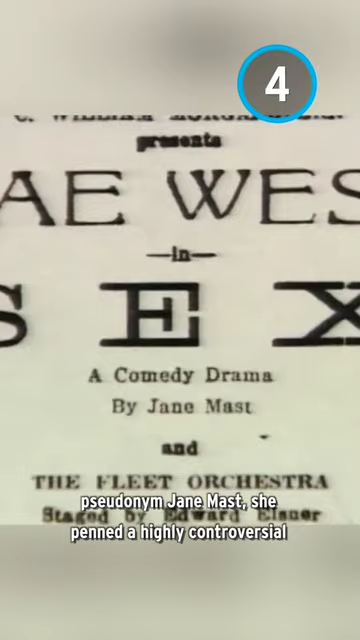 4
presents
AE WES
—in—
S E X
A Comedy Drama
By Jane Mast
and
THE FLEET ORCHESTRA
Staged by Edward Elsner
pseudonym Jane Mast, she
penned a highly controversial